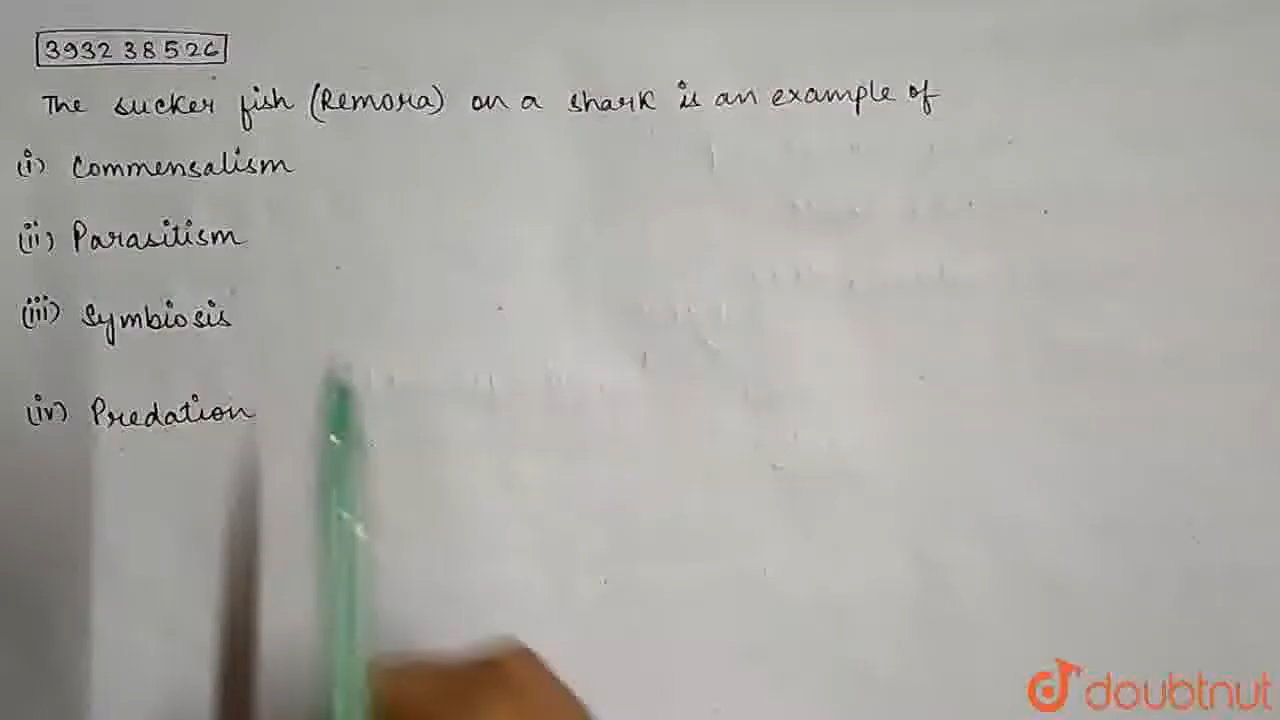 3932 38526
The sucker fish (Remora) on a shark is an example of
(i) Commensalism
(ii) Parasitism
(iii) Symbiosis
(iv) Predation
doubtnut